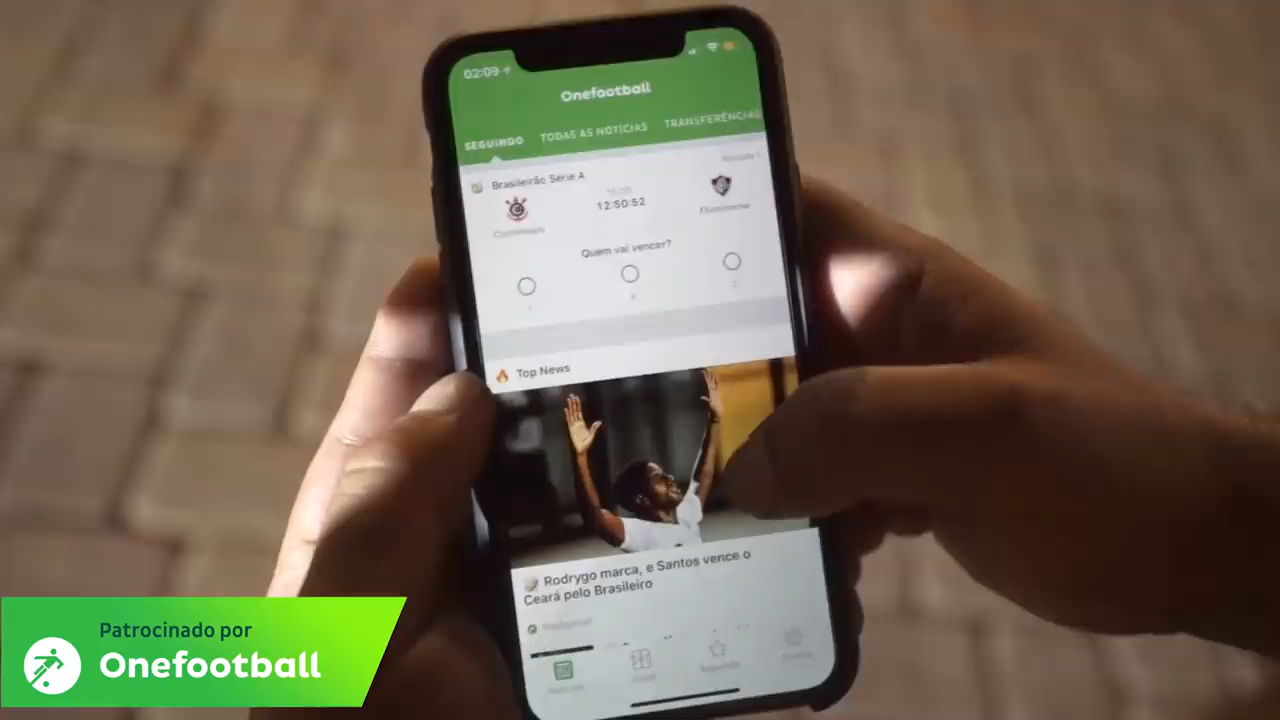 02:09
Onefootball
SEGUINDO TODAS AS NOTÍCIAS TRANSFERÊNCIAS
Brasileirão Série A
12:50:52
Quem vai vencer?
Top News
Rodrygo marca, e Santos vence o
Ceará pelo Brasileiro
Patrocinado por
Onefootball